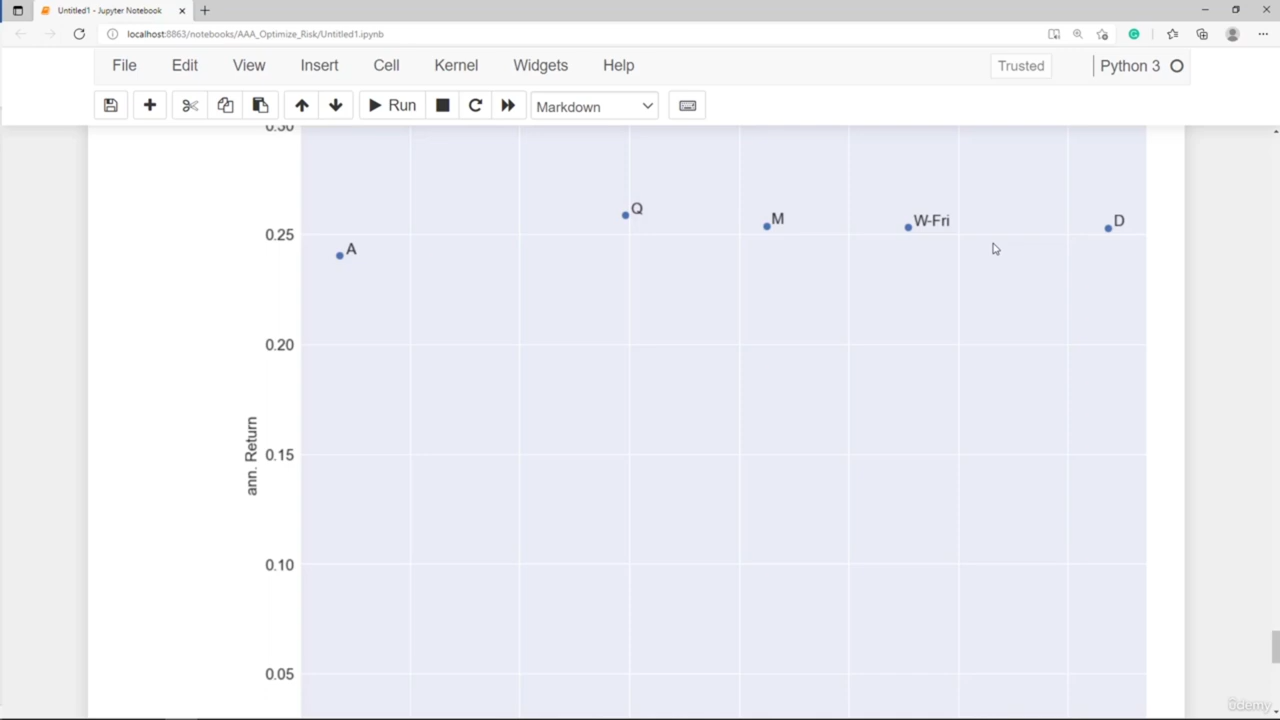 Untitled1 - Jupyter Notebook
localhost:8863/notebooks/AAA_Optimize_Risk/Untitled1.ipynb
File Edit View Insert Cell Kernel Widgets Help Trusted Python 3
Run Markdown
0.30
Q
M
W-Fri
D
0.25
A
0.20
0.15
ann. Return
0.10
0.05
ûdemy